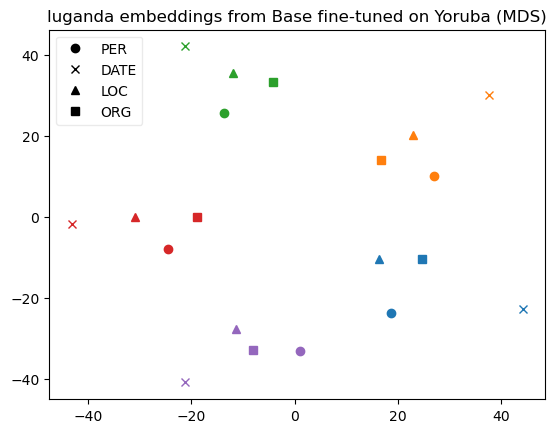 luganda embeddings from Base fine-tuned on Yoruba (MDS)
PER
DATE
LOC
ORG
40
20
0
−20
−40
−40
−20
0
20
40